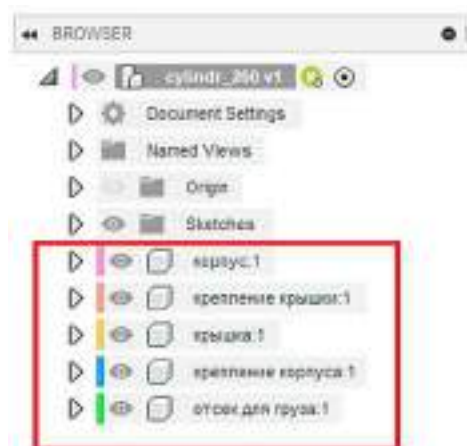 BROWSER
cylindr_260 v1
Document Settings
Named Views
Origin
Sketches
корпус:1
крепление крышки:1
крышка:1
крепление корпуса:1
отсек для груза:1